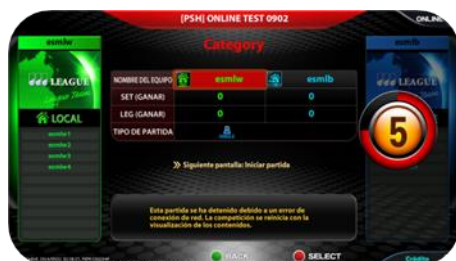 [PSH] ONLINE TEST 0902
ONLINE
Category
esmlw
esmlb
NOMBRE DEL EQUIPO esmlw esmlb
LEAGUE
SET (GANAR) 0 0
LEG (GANAR) 0 0
LOCAL
TIPO DE PARTIDA
5
esmlw1
esmlw2
esmlw3
esmlw4
Siguiente pantalla: Iniciar partida
Esta partida se ha detenido debido a un error de
conexión de red. La competición se reinicia con la
visualización de los contenidos.
BACK
SELECT
Crédito